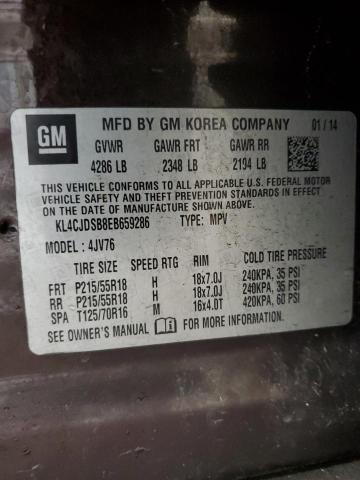 GM
MFD BY GM KOREA COMPANY 01 / 14
GVWR GAWR FRT GAWR RR
4286 LB 2348 LB 2194 LB
THIS VEHICLE CONFORMS TO ALL APPLICABLE U.S. FEDERAL MOTOR
VEHICLE SAFETY AND THEFT PREVENTION STANDARDS IN EFFECT ON
THE DATE OF MANUFACTURE SHOWN ABOVE.
KL4CJDSB8EB659286 TYPE: MPV
MODEL: 4JV76
TIRE SIZE SPEED RTG RIM COLD TIRE PRESSURE
FRT P215/55R18 H 18x7.0J 240KPA, 35 PSI
RR P215/55R18 H 18x7.0J 240KPA, 35 PSI
SPA T125/70R16 M 16x4.0T 420KPA, 60 PSI
SEE OWNER'S MANUAL FOR MORE INFORMATION